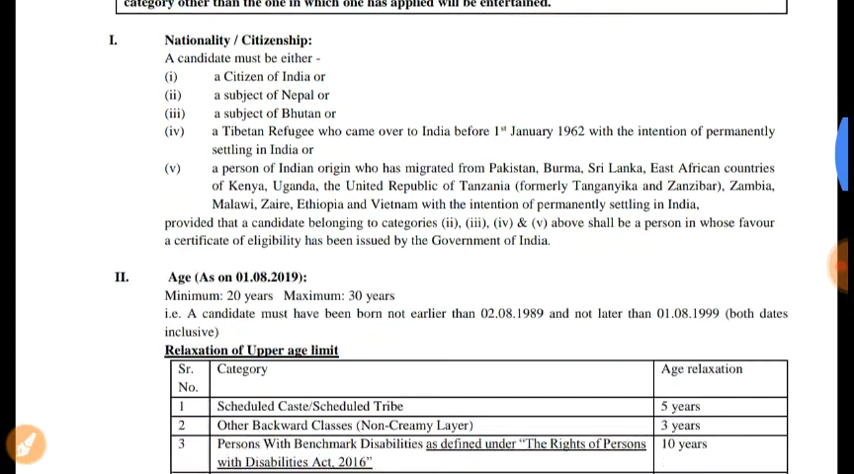 category other than the one in which one has applied will be entertained.
I. Nationality / Citizenship:
A candidate must be either -
(i) a Citizen of India or
(ii) a subject of Nepal or
(iii) a subject of Bhutan or
(iv) a Tibetan Refugee who came over to India before 1st January 1962 with the intention of permanently
settling in India or
(v) a person of Indian origin who has migrated from Pakistan, Burma, Sri Lanka, East African countries
of Kenya, Uganda, the United Republic of Tanzania (formerly Tanganyika and Zanzibar), Zambia,
Malawi, Zaire, Ethiopia and Vietnam with the intention of permanently settling in India,
provided that a candidate belonging to categories (ii), (iii), (iv) & (v) above shall be a person in whose favour
a certificate of eligibility has been issued by the Government of India.
II. Age (As on 01.08.2019):
Minimum: 20 years Maximum: 30 years
i.e. A candidate must have been born not earlier than 02.08.1989 and not later than 01.08.1999 (both dates
inclusive)
Relaxation of Upper age limit
Sr. Category Age relaxation
No.
1 Scheduled Caste/Scheduled Tribe 5 years
2 Other Backward Classes (Non-Creamy Layer) 3 years
3 Persons With Benchmark Disabilities as defined under "The Rights of Persons 10 years
with Disabilities Act, 2016"